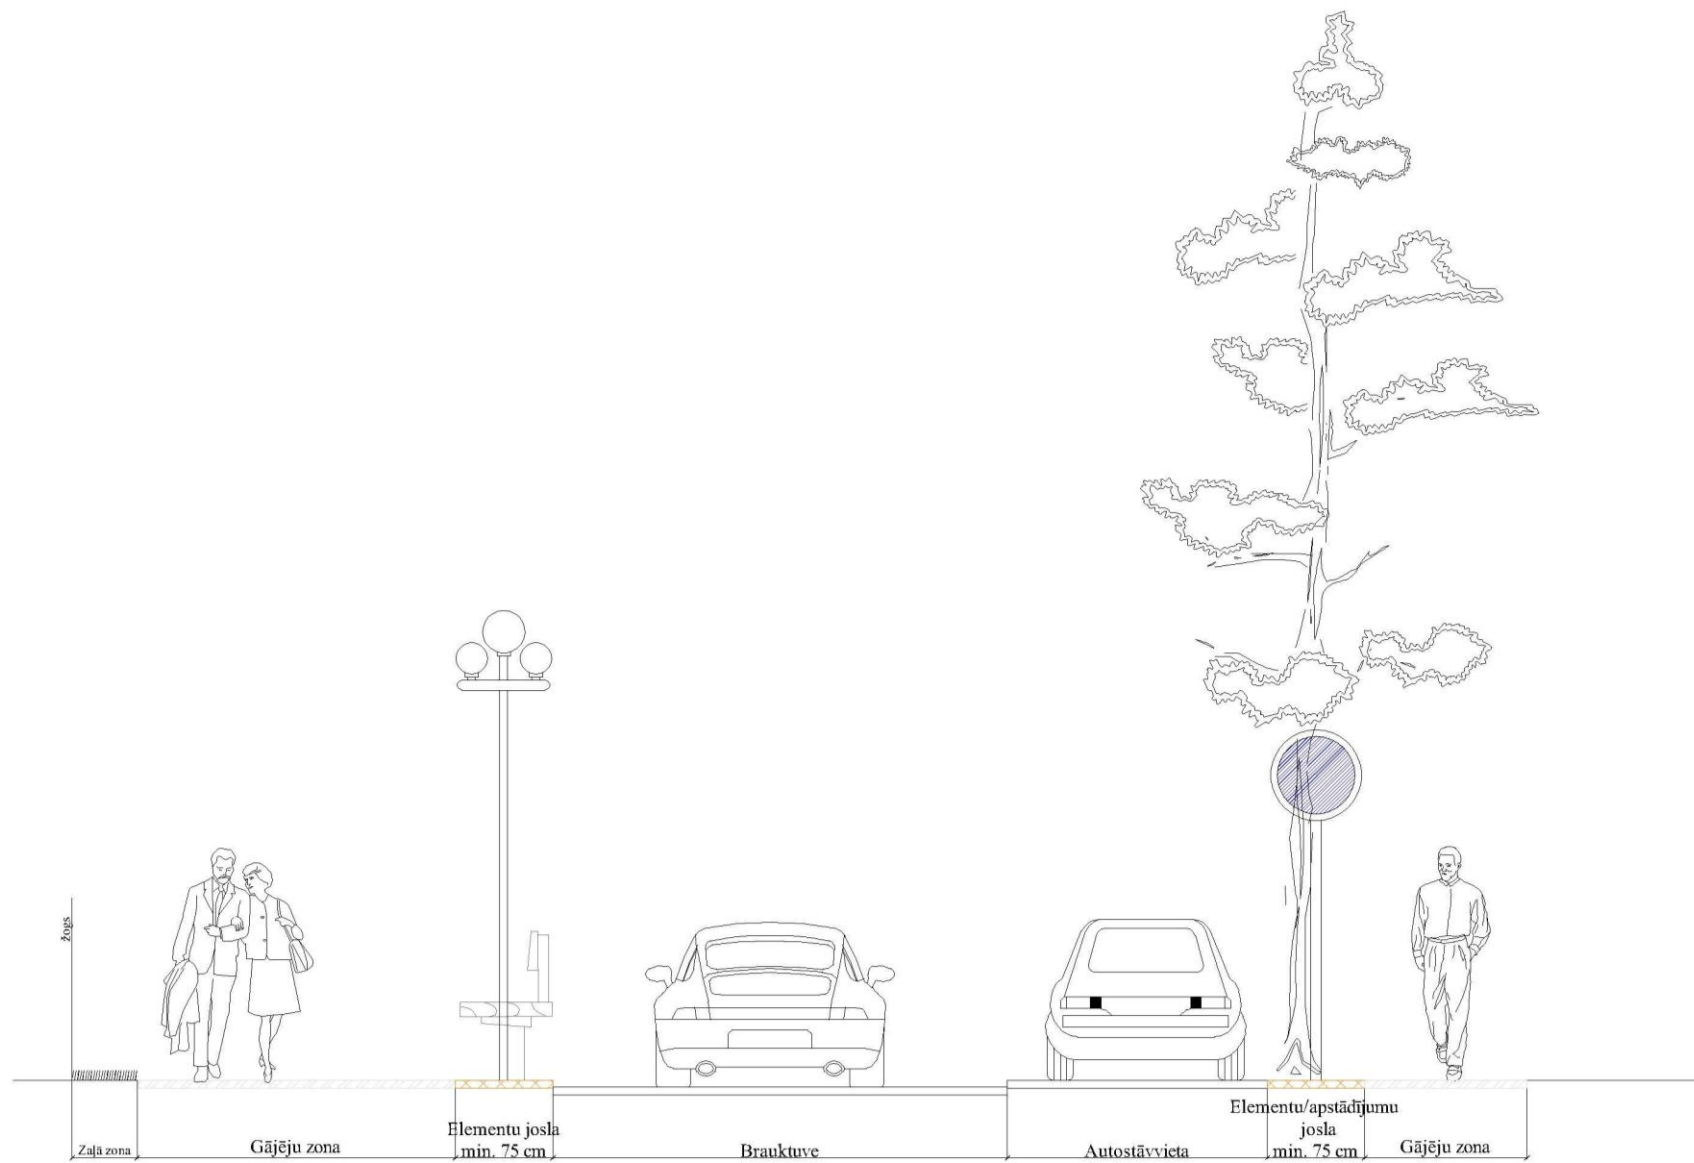 žogs
Zaļā zona
Gājēju zona
Elementu josla
min. 75 cm
Brauktuve
Autostāvvieta
Elementu/apstādījumu
josla
min. 75 cm
Gājēju zona